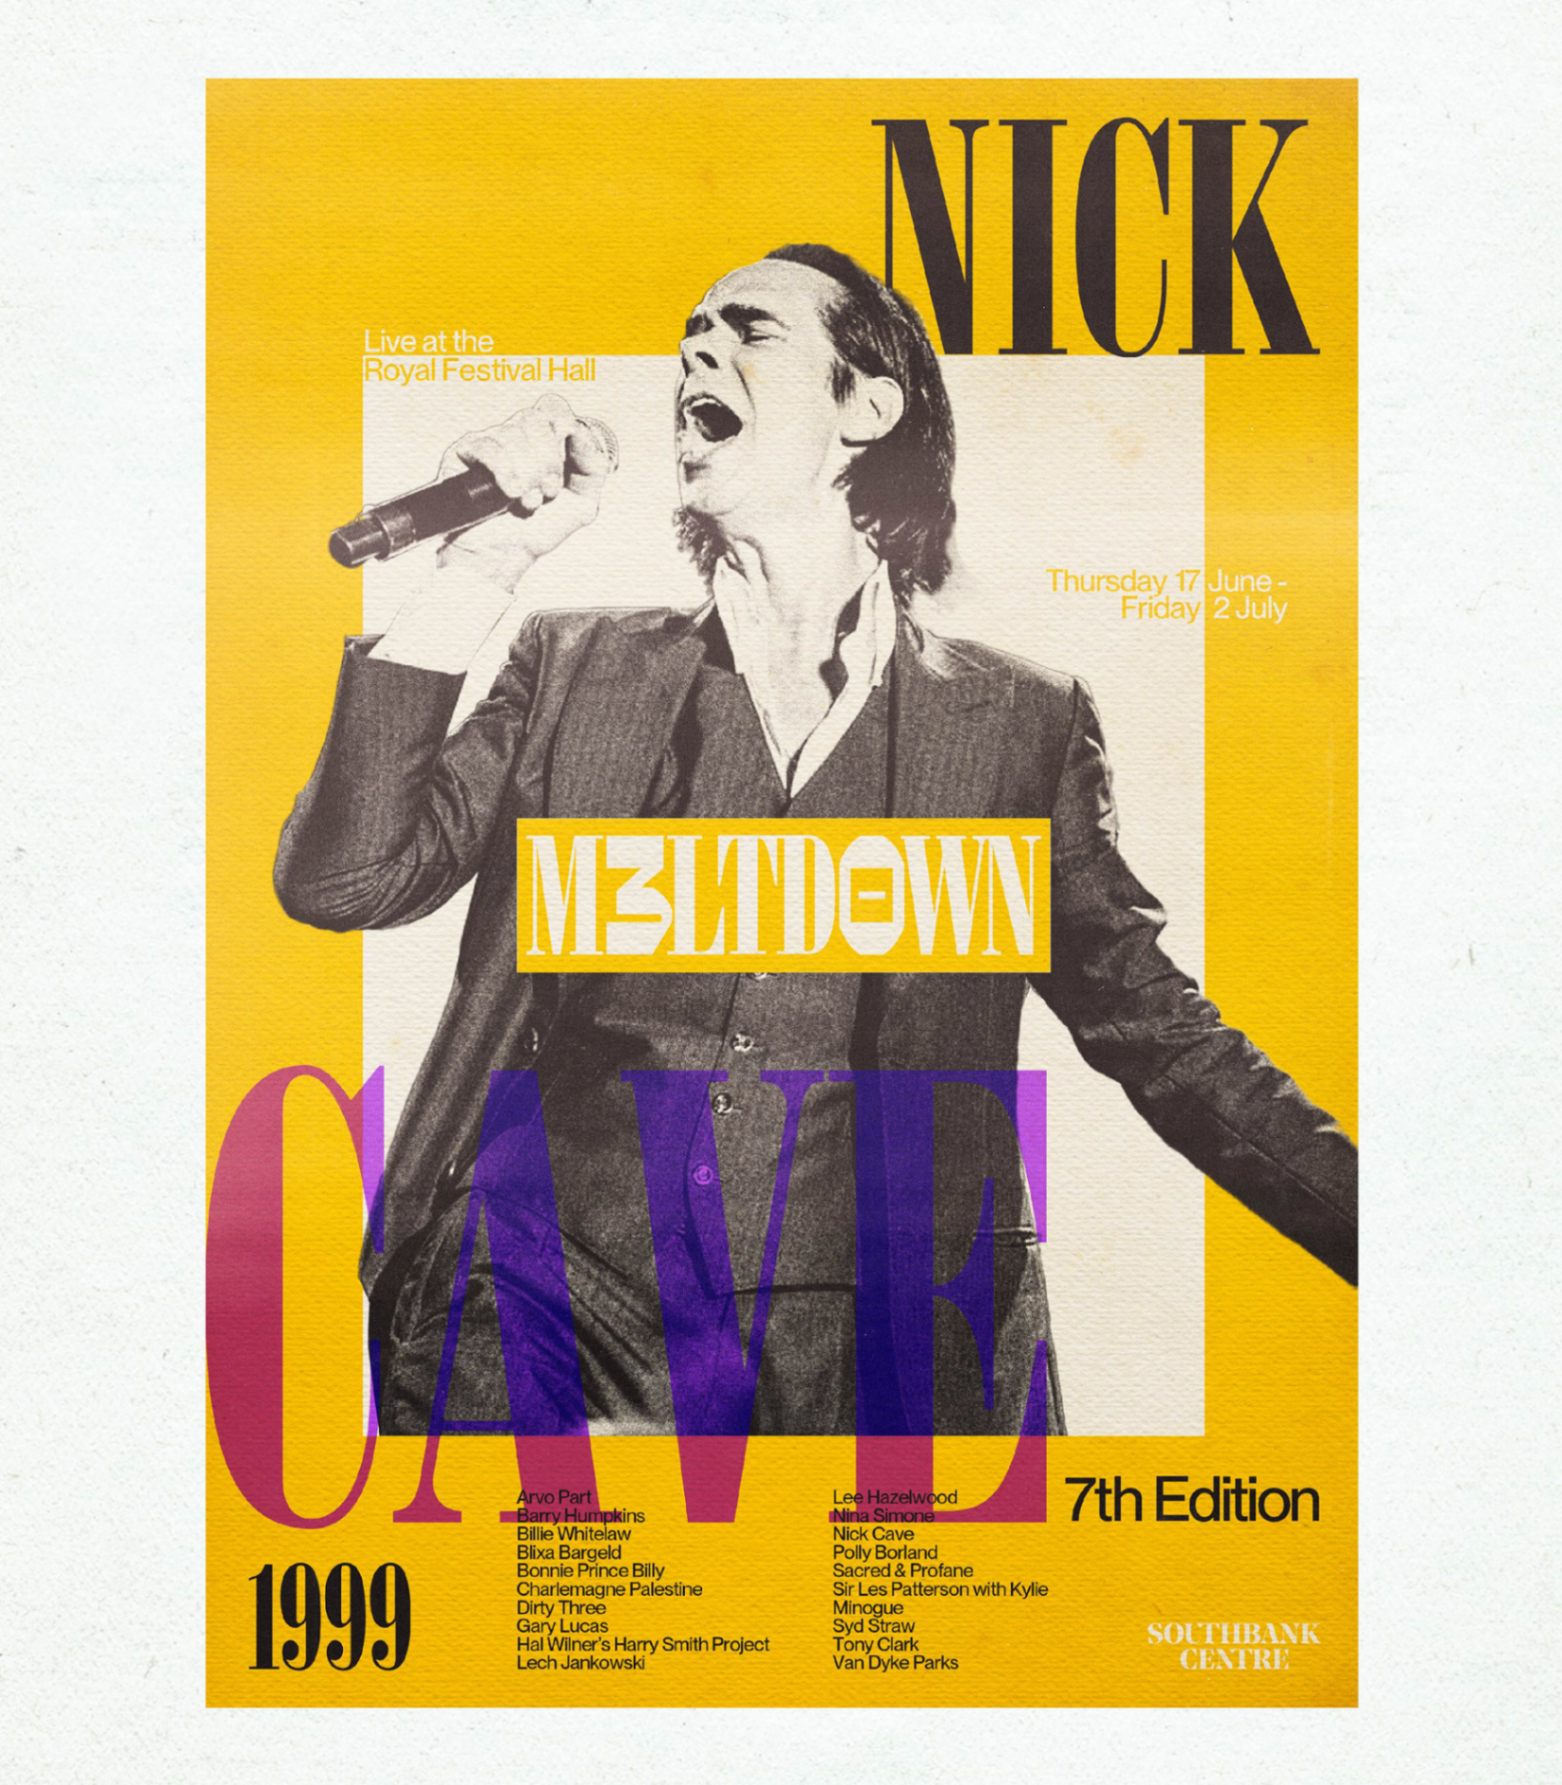 NICK
Live at the
Royal Festival Hall
Thursday 17 June -
Friday 2 July
M3LTDOWN
CAVE
7th Edition
Arvo Part
Barry Humpkins
Billie Whitelaw
Blixa Bargeld
Bonnie Prince Billy
Charlemagne Palestine
Dirty Three
Gary Lucas
Hal Wilner's Harry Smith Project
Lech Jankowski
Lee Hazelwood
Nina Simone
Nick Cave
Polly Borland
Sacred & Profane
Sir Les Patterson with Kylie
Minogue
Syd Straw
Tony Clark
Van Dyke Parks
1999
SOUTHBANK
CENTRE